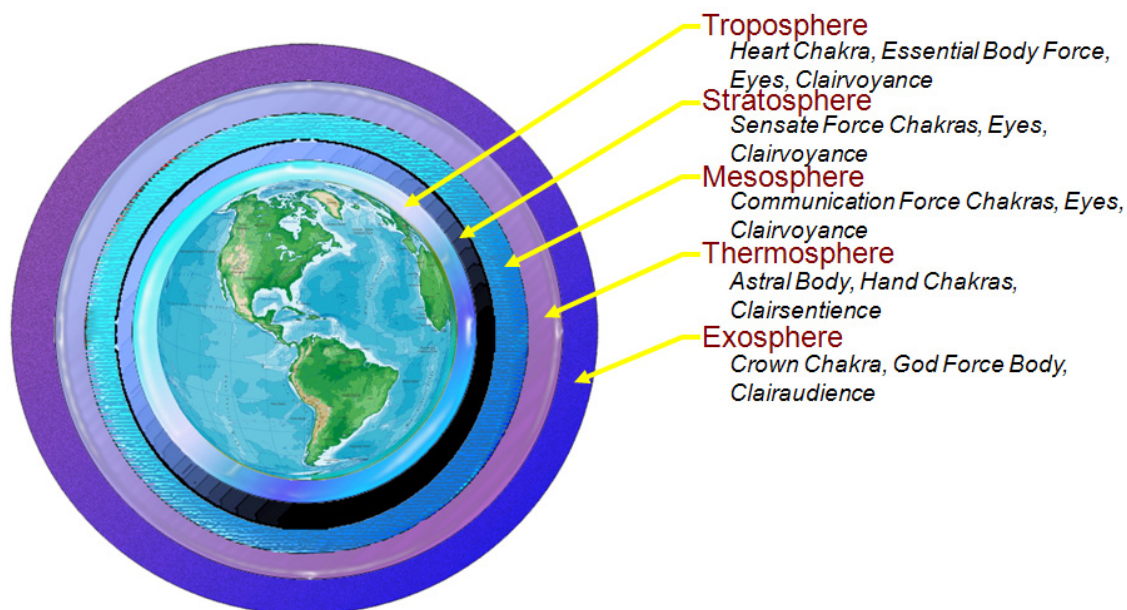 Troposphere
Heart Chakra, Essential Body Force,
Eyes, Clairvoyance
Stratosphere
Sensate Force Chakras, Eyes,
Clairvoyance
Mesosphere
Communication Force Chakras, Eyes,
Clairvoyance
Thermosphere
Astral Body, Hand Chakras,
Clairsentience
Exosphere
Crown Chakra, God Force Body,
Clairaudience